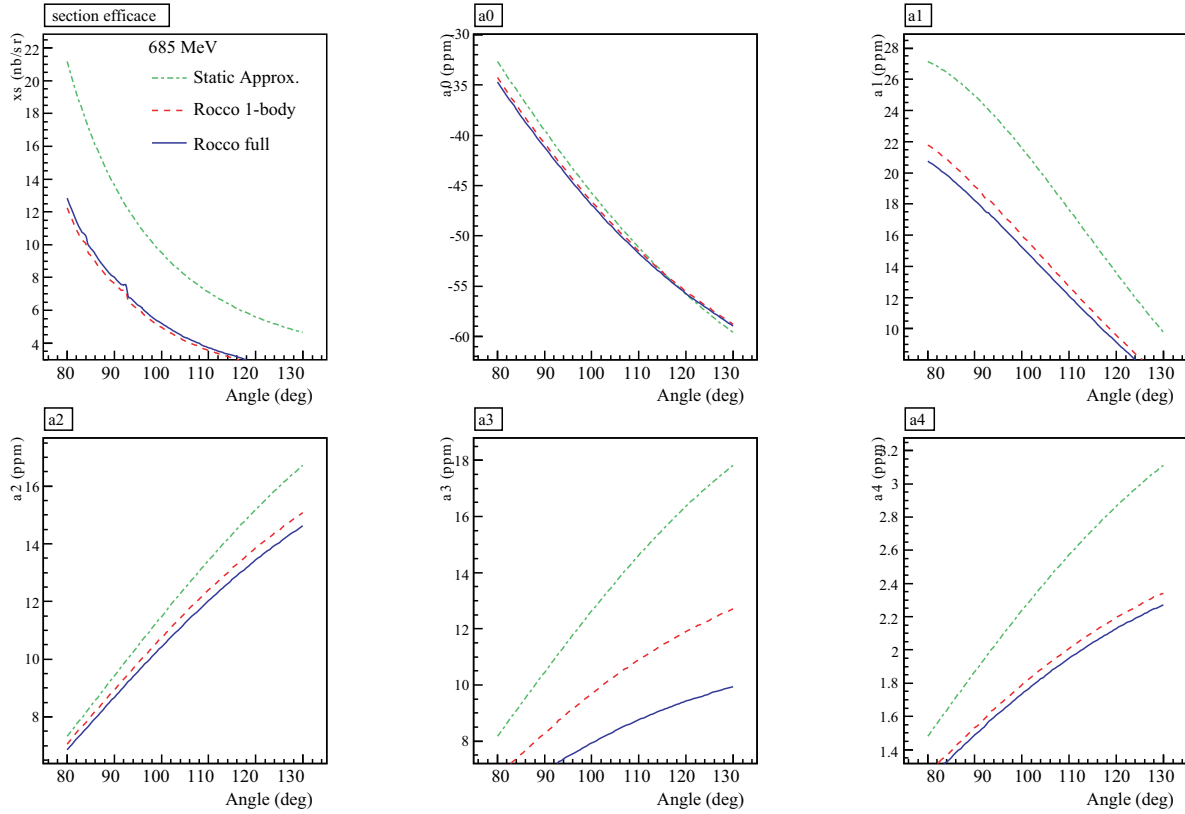 section efficace
xs (nb/sr)
22
20
18
16
14
12
10
8
6
4
685 MeV
Static Approx.
Rocco 1-body
Rocco full
80 90 100 110 120 130
Angle (deg)
a0
a0 (ppm)
-30
-35
-40
-45
-50
-55
-60
80 90 100 110 120 130
Angle (deg)
a1
a1 (ppm)
28
26
24
22
20
18
16
14
12
10
80 90 100 110 120 130
Angle (deg)
a2
a2 (ppm)
16
14
12
10
8
80 90 100 110 120 130
Angle (deg)
a3
a3 (ppm)
18
16
14
12
10
8
80 90 100 110 120 130
Angle (deg)
a4
a4 (ppm)
3.2
3
2.8
2.6
2.4
2.2
2
1.8
1.6
1.4
80 90 100 110 120 130
Angle (deg)